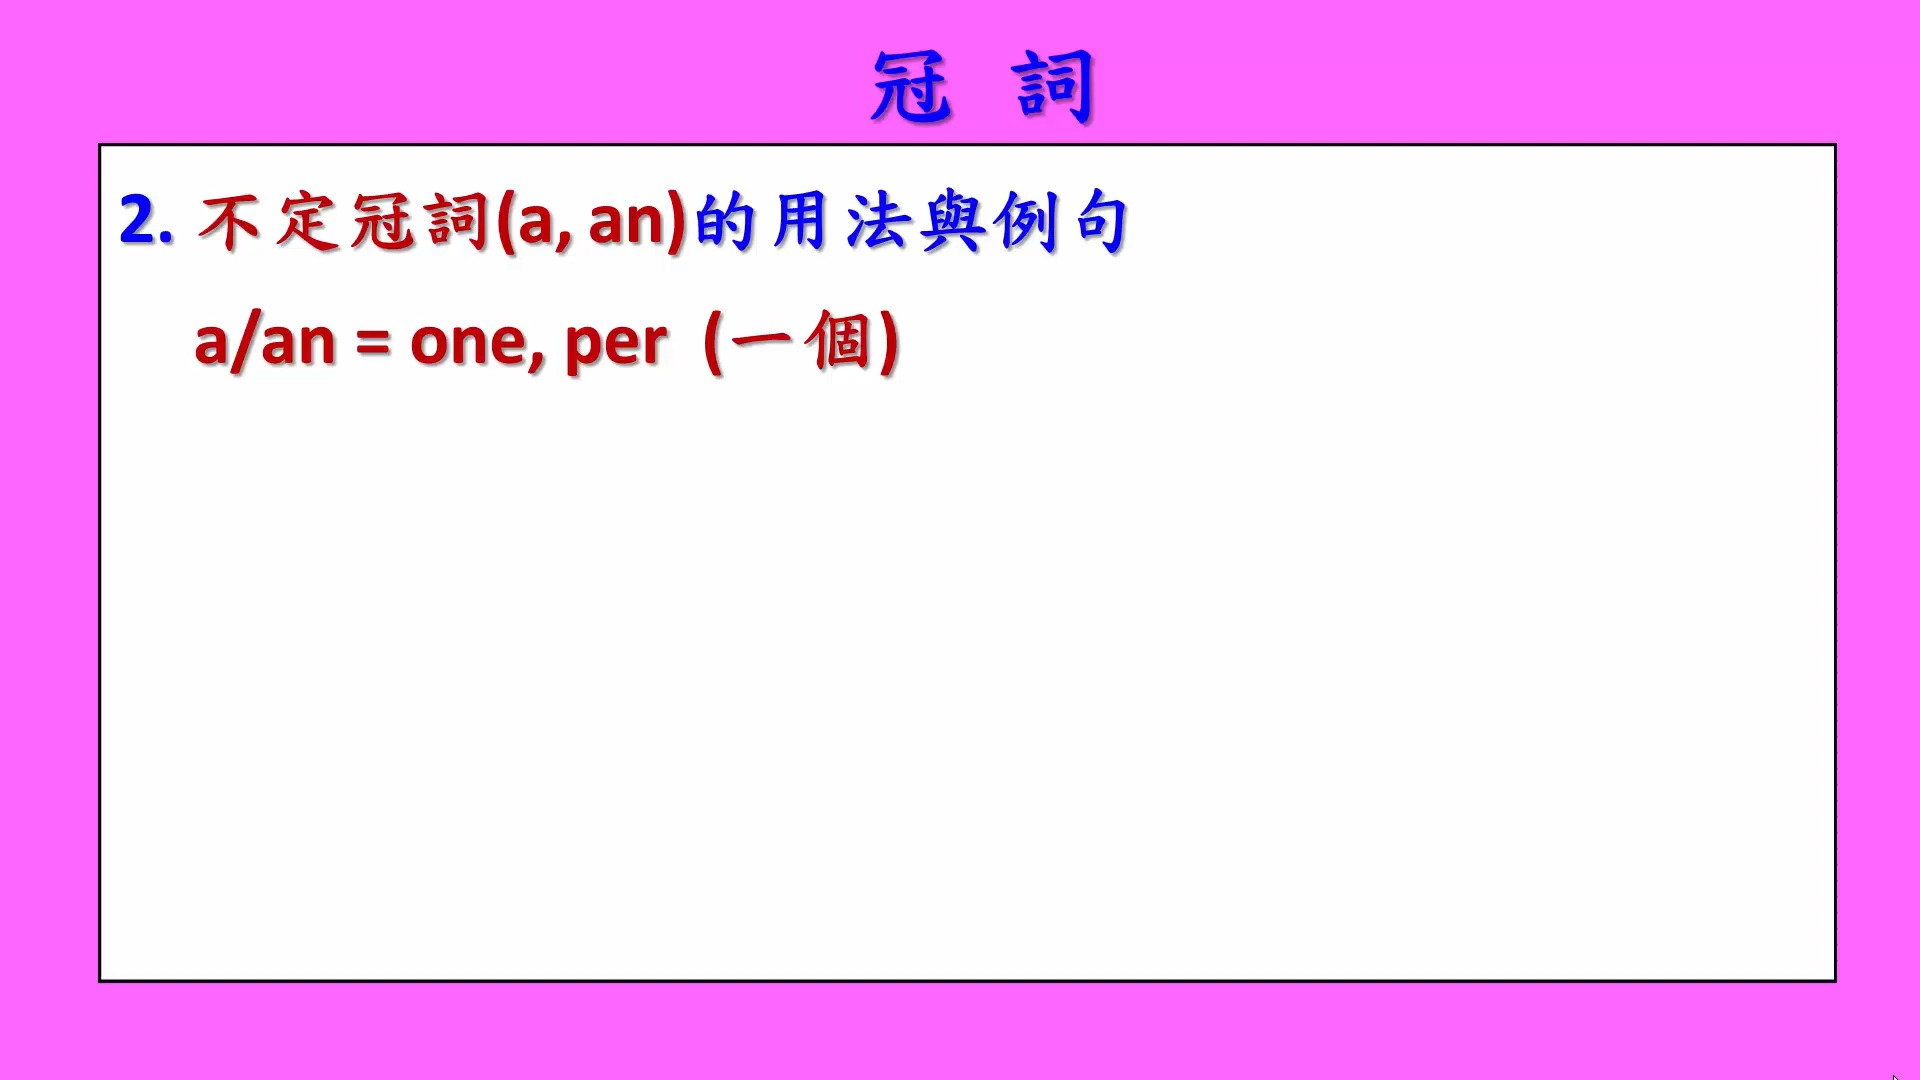 冠 詞
2. 不定冠詞(a, an)的用法與例句
a/an = one, per (一個)